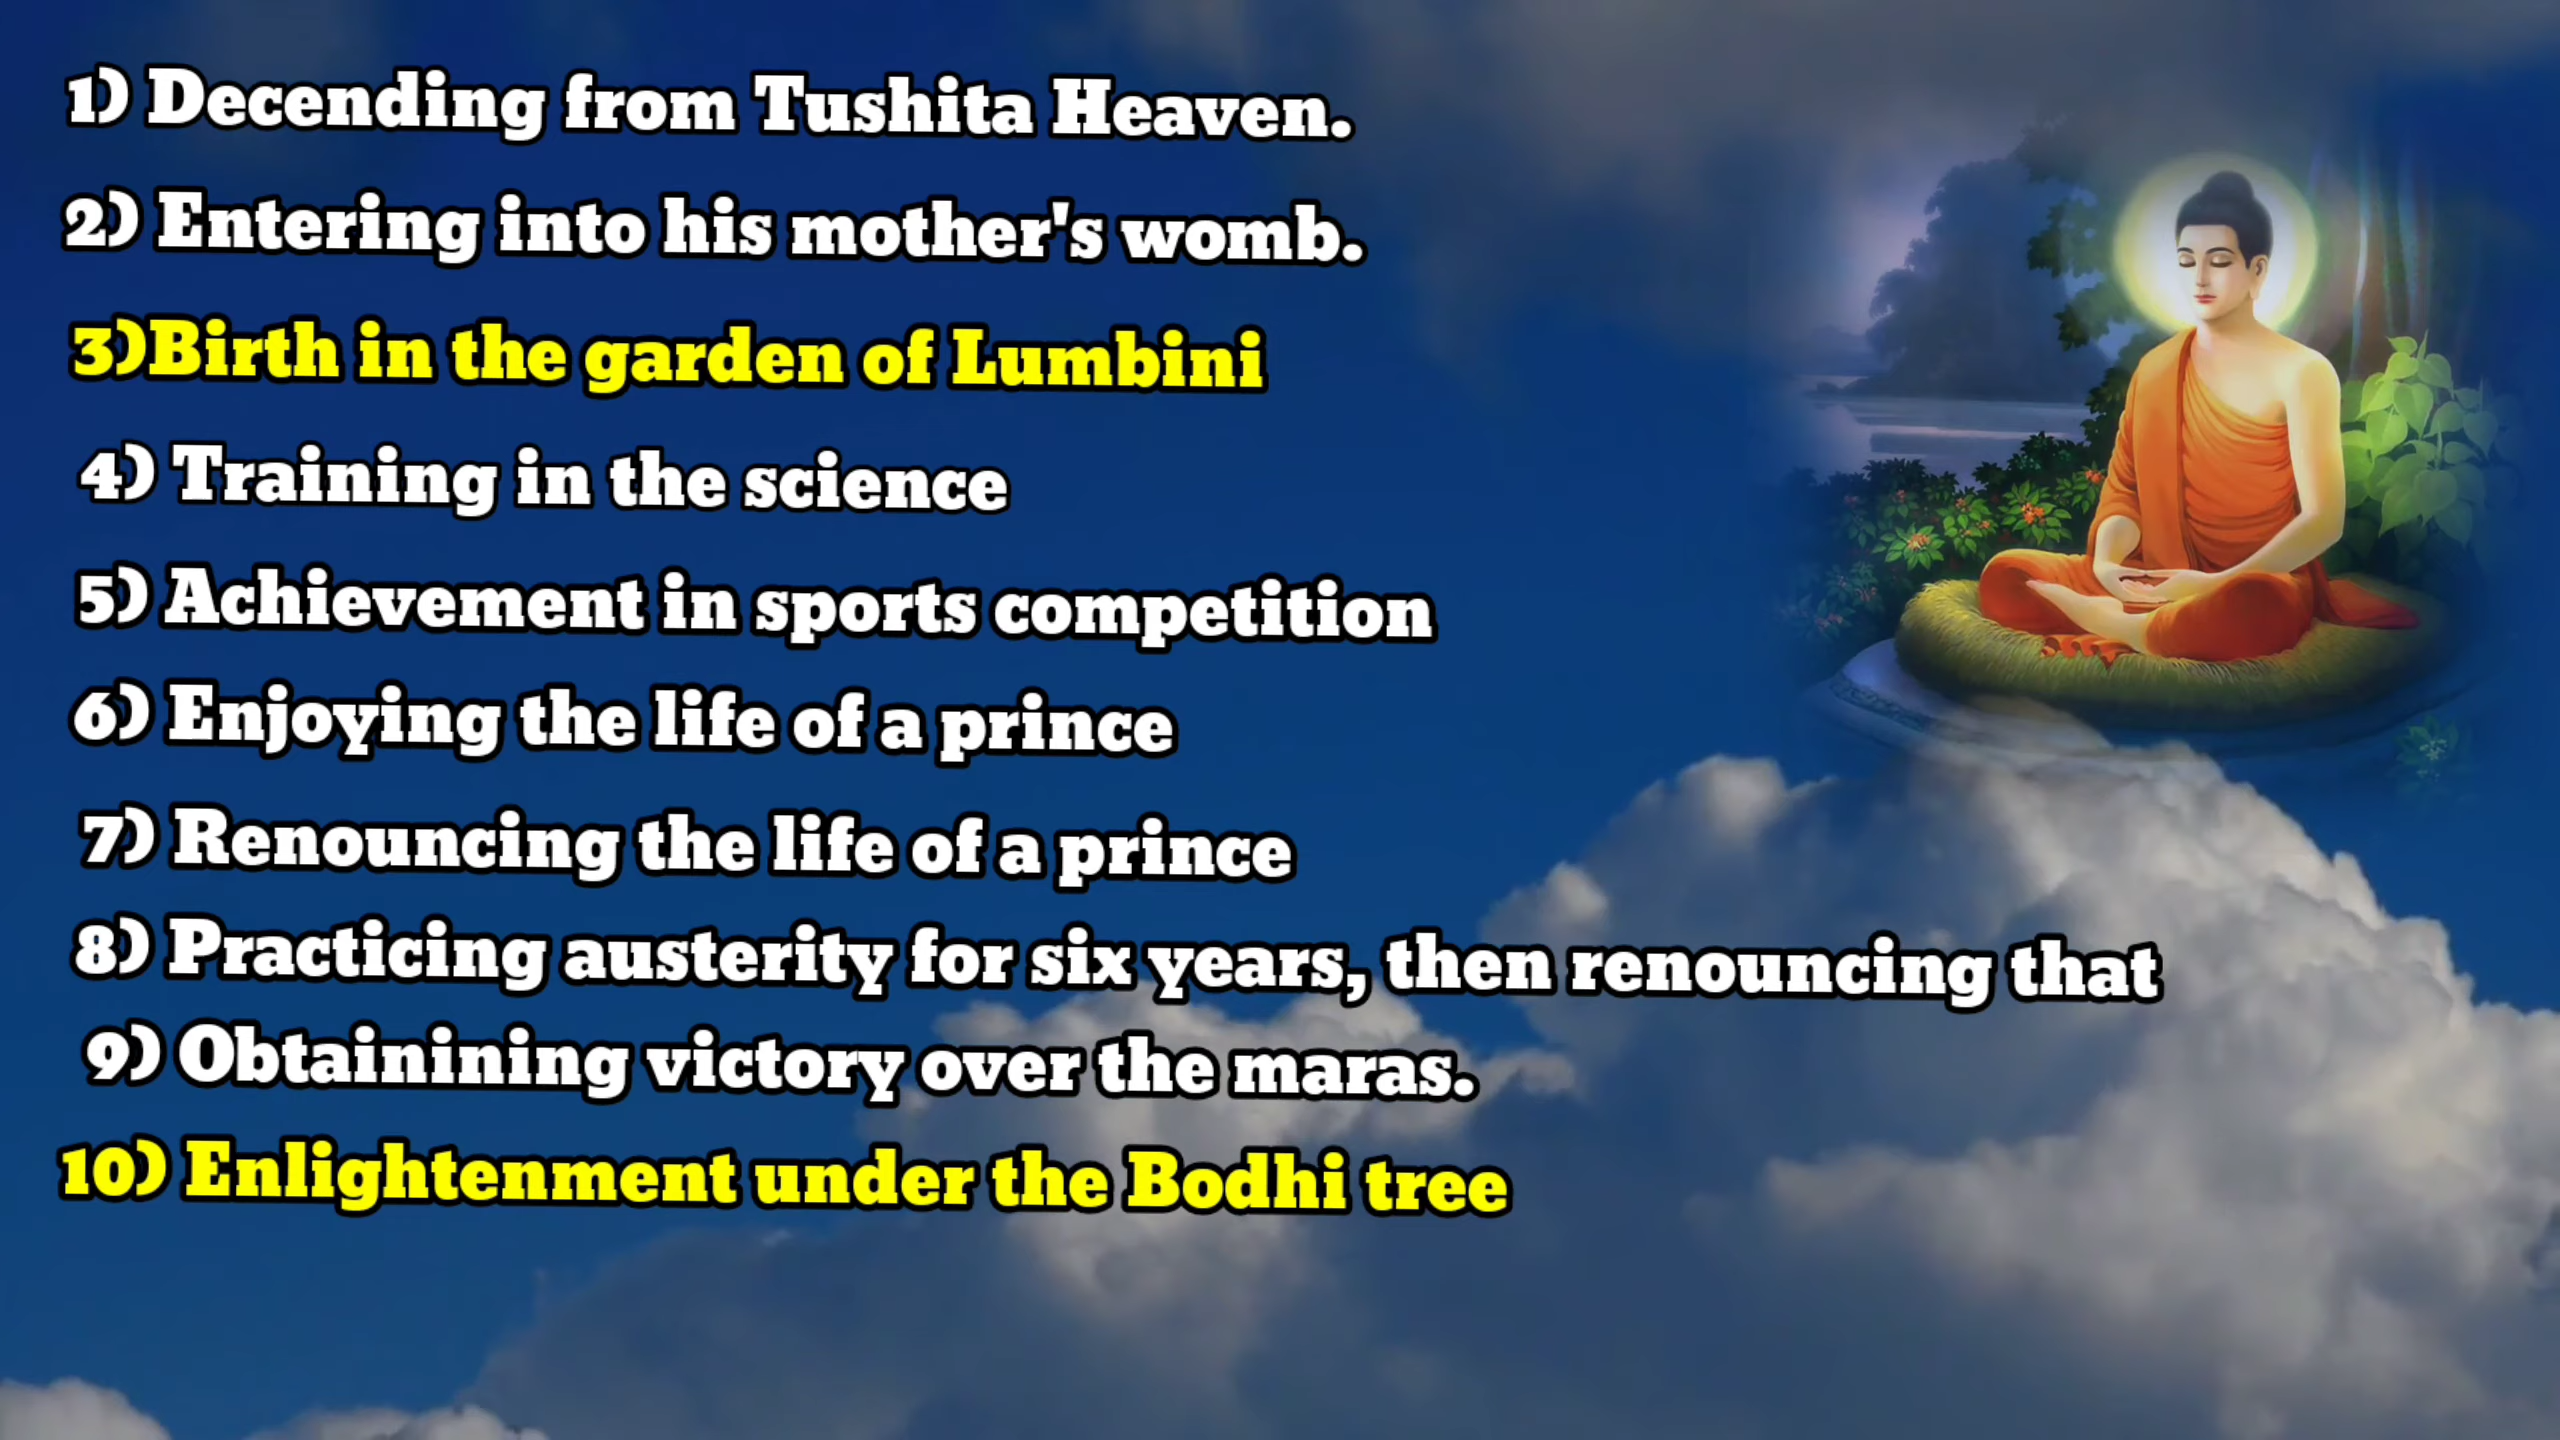 1) Decending from Tushita Heaven.
2) Entering into his mother's womb.
3)Birth in the garden of Lumbini
4) Training in the science
5) Achievement in sports competition
6) Enjoying the life of a prince
7) Renouncing the life of a prince
8) Practicing austerity for six years, then renouncing that
9) Obtainining victory over the maras.
10) Enlightenment under the Bodhi tree